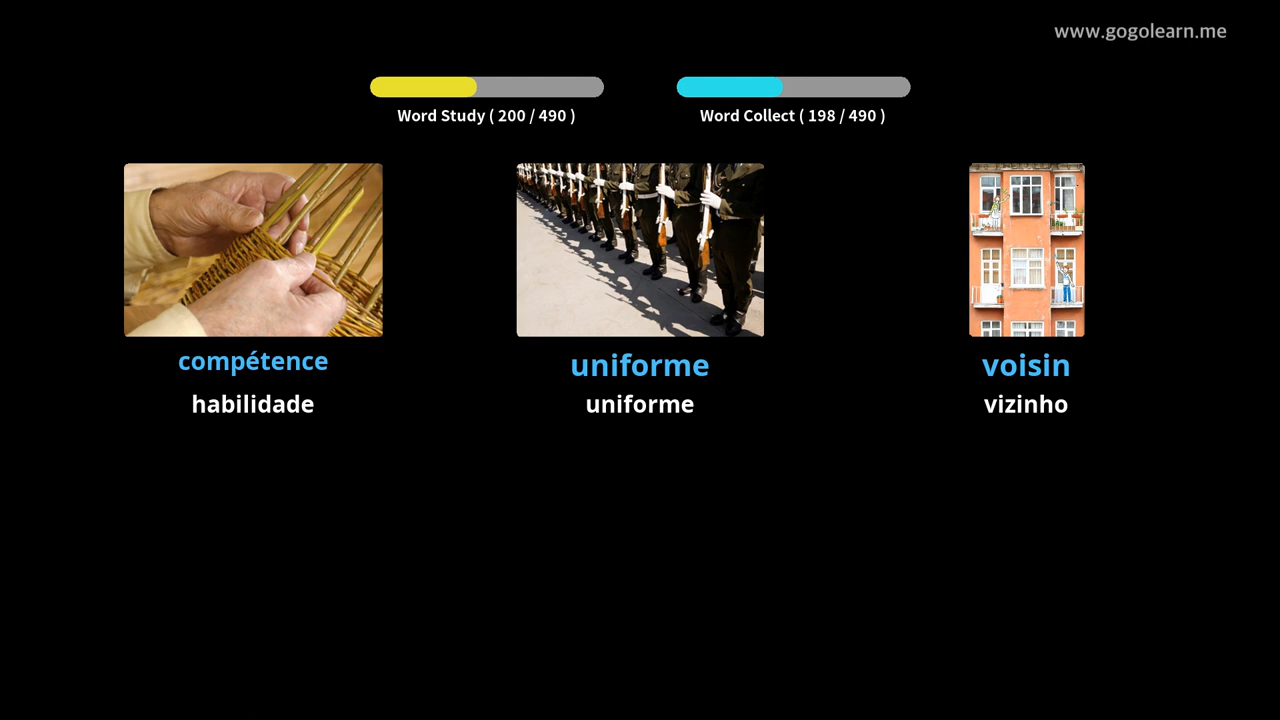 www.gogolearn.me
Word Study ( 200 / 490 )
Word Collect ( 198 / 490 )
compétence
uniforme
voisin
habilidade
uniforme
vizinho